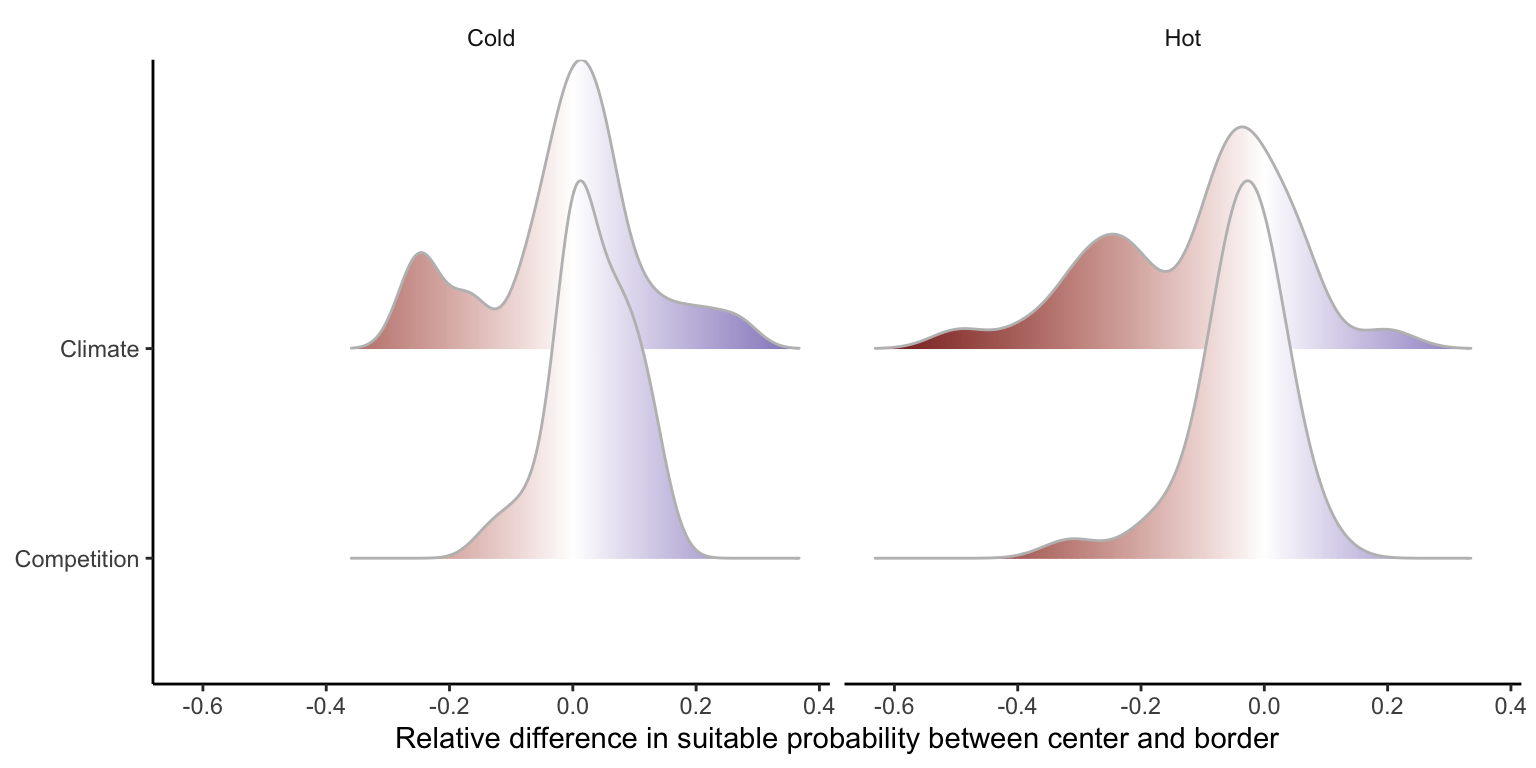 Cold Hot
Climate
Competition
-0.6 -0.4 -0.2 0.0 0.2 0.4 -0.6 -0.4 -0.2 0.0 0.2 0.4
Relative difference in suitable probability between center and border